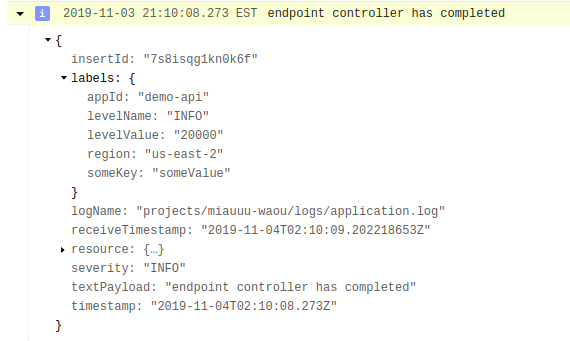 i 2019-11-03 21:10:08.273 EST endpoint controller has completed
{
insertId: "7s8isqg1kn0k6f"
labels: {
appId: "demo-api"
levelName: "INFO"
levelValue: "20000"
region: "us-east-2"
someKey: "someValue"
}
logName: "projects/miauuu-waou/logs/application.log"
receiveTimestamp: "2019-11-04T02:10:09.202218653Z"
resource: {…}
severity: "INFO"
textPayload: "endpoint controller has completed"
timestamp: "2019-11-04T02:10:08.273Z"
}